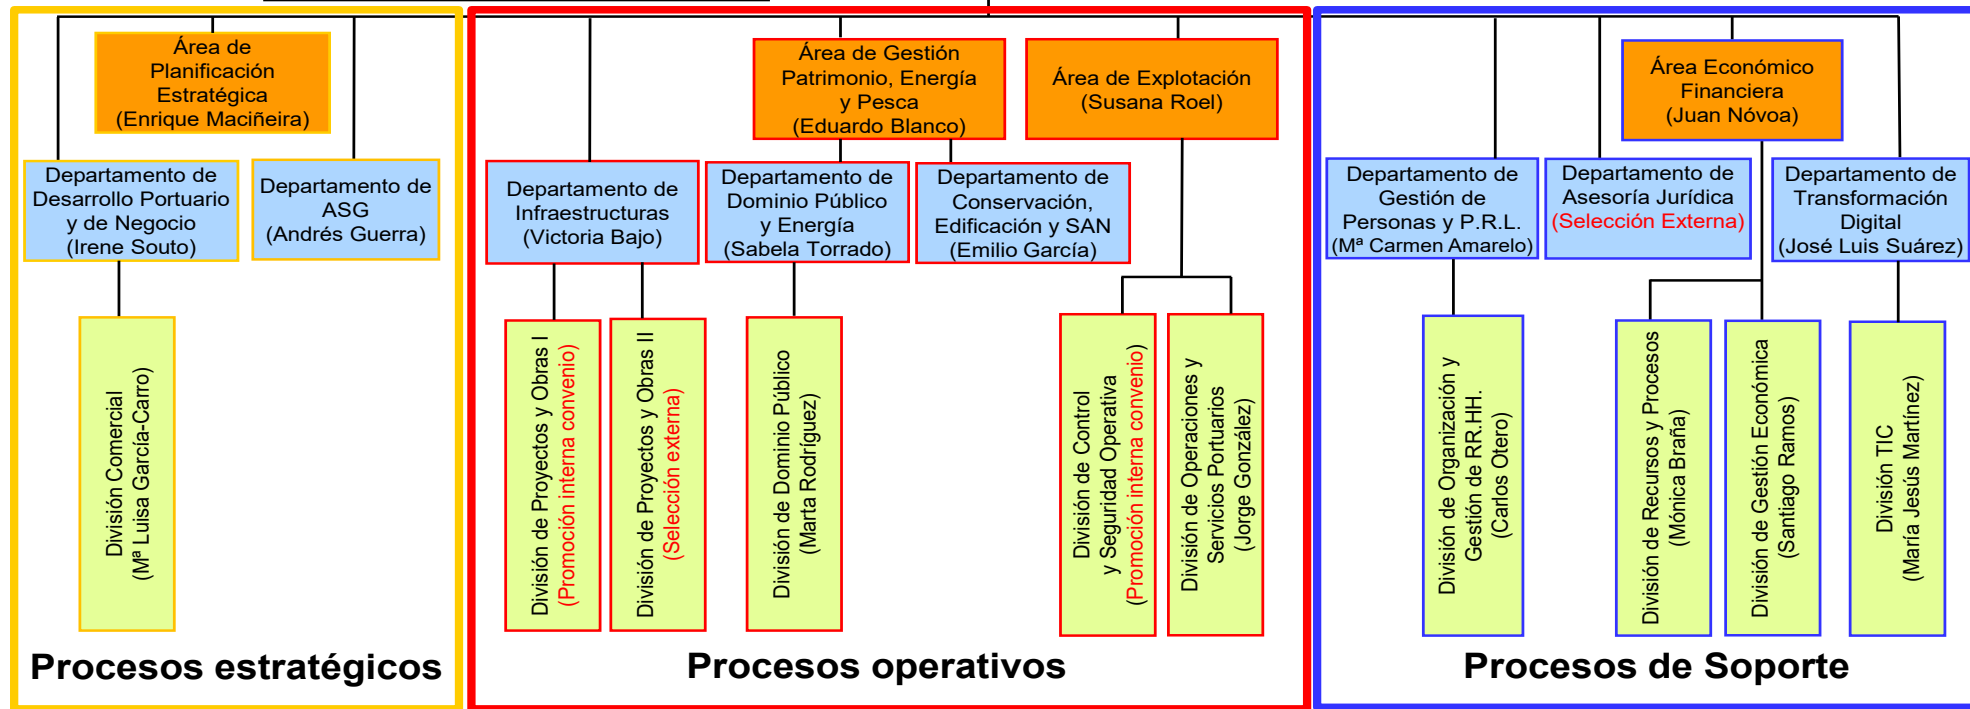 Área de
Planificación
Estratégica
(Enrique Maciñeira)
Departamento de
Desarrollo Portuario
y de Negocio
(Irene Souto)
Departamento de
ASG
(Andrés Guerra)
División Comercial
(Mª Luisa García-Carro)
Procesos estratégicos
Área de Gestión
Patrimonio, Energía
y Pesca
(Eduardo Blanco)
Área de Explotación
(Susana Roel)
Departamento de
Infraestructuras
(Victoria Bajo)
Departamento de
Dominio Público
y Energía
(Sabela Torrado)
Departamento de
Conservación,
Edificación y SAN
(Emilio García)
División de Proyectos y Obras I
(Promoción interna convenio)
División de Proyectos y Obras II
(Selección externa)
División de Dominio Público
(Marta Rodríguez)
División de Control
y Seguridad Operativa
(Promoción interna convenio)
División de Operaciones y
Servicios Portuarios
(Jorge González)
Procesos operativos
Área Económico
Financiera
(Juan Nóvoa)
Departamento de
Gestión de
Personas y P.R.L.
(Mª Carmen Amarelo)
Departamento de
Asesoría Jurídica
(Selección Externa)
Departamento de
Transformación
Digital
(José Luis Suárez)
División de Organización y
Gestión de RR.HH.
(Carlos Otero)
División de Recursos y Procesos
(Mónica Braña)
División de Gestión Económica
(Santiago Ramos)
División TIC
(María Jesús Martínez)
Procesos de Soporte